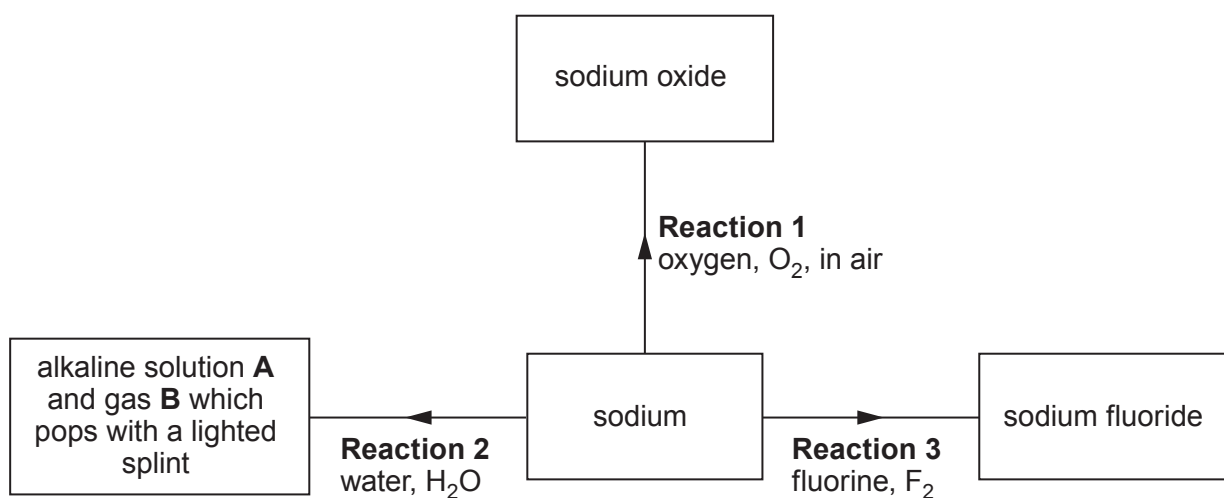 sodium oxide
Reaction 1
oxygen, O₂, in air
alkaline solution A
and gas B which
pops with a lighted
splint
Reaction 2
water, H₂O
sodium
Reaction 3
fluorine, F₂
sodium fluoride